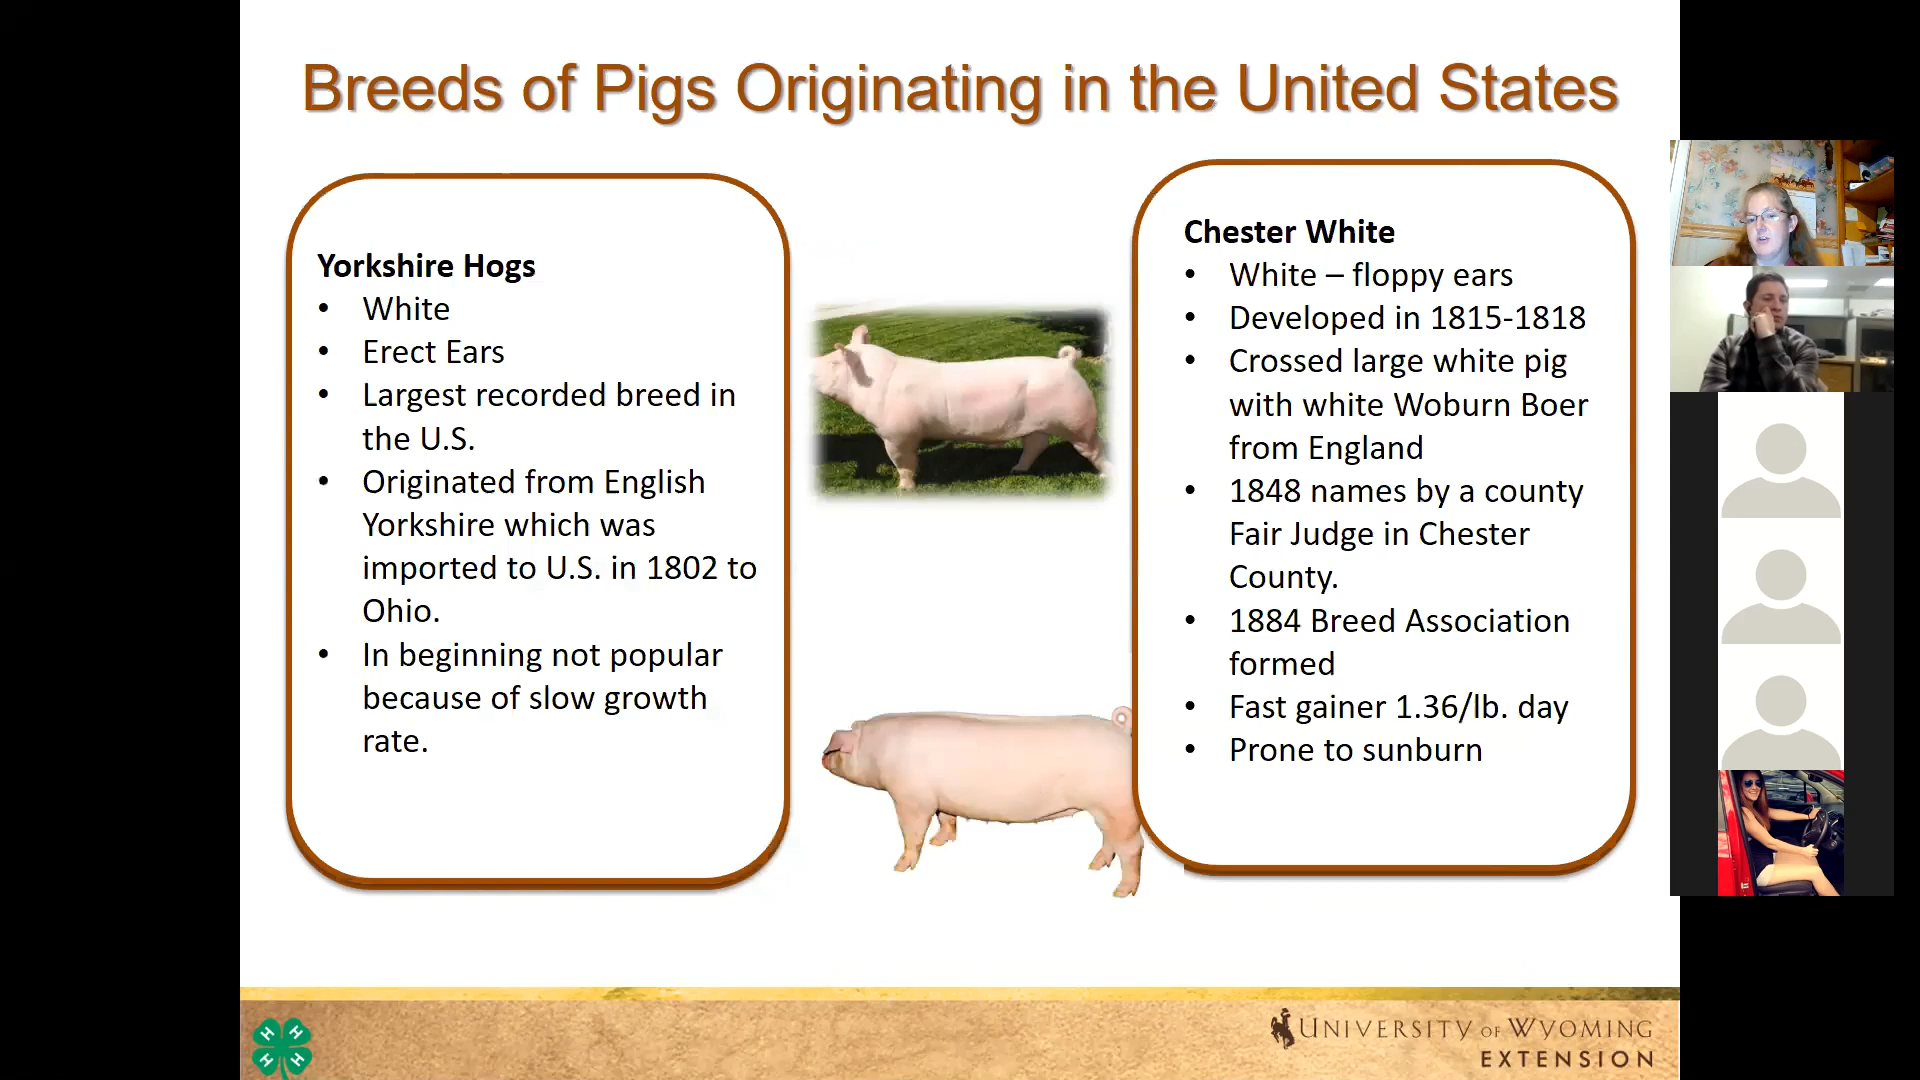 Breeds of Pigs Originating in the United States
Yorkshire Hogs
• White
• Erect Ears
• Largest recorded breed in
the U.S.
• Originated from English
Yorkshire which was
imported to U.S. in 1802 to
Ohio.
• In beginning not popular
because of slow growth
rate.
Chester White
• White – floppy ears
• Developed in 1815-1818
• Crossed large white pig
with white Woburn Boer
from England
• 1848 names by a county
Fair Judge in Chester
County.
• 1884 Breed Association
formed
• Fast gainer 1.36/lb. day
• Prone to sunburn
H H
H H
UNIVERSITY OF WYOMING
EXTENSION